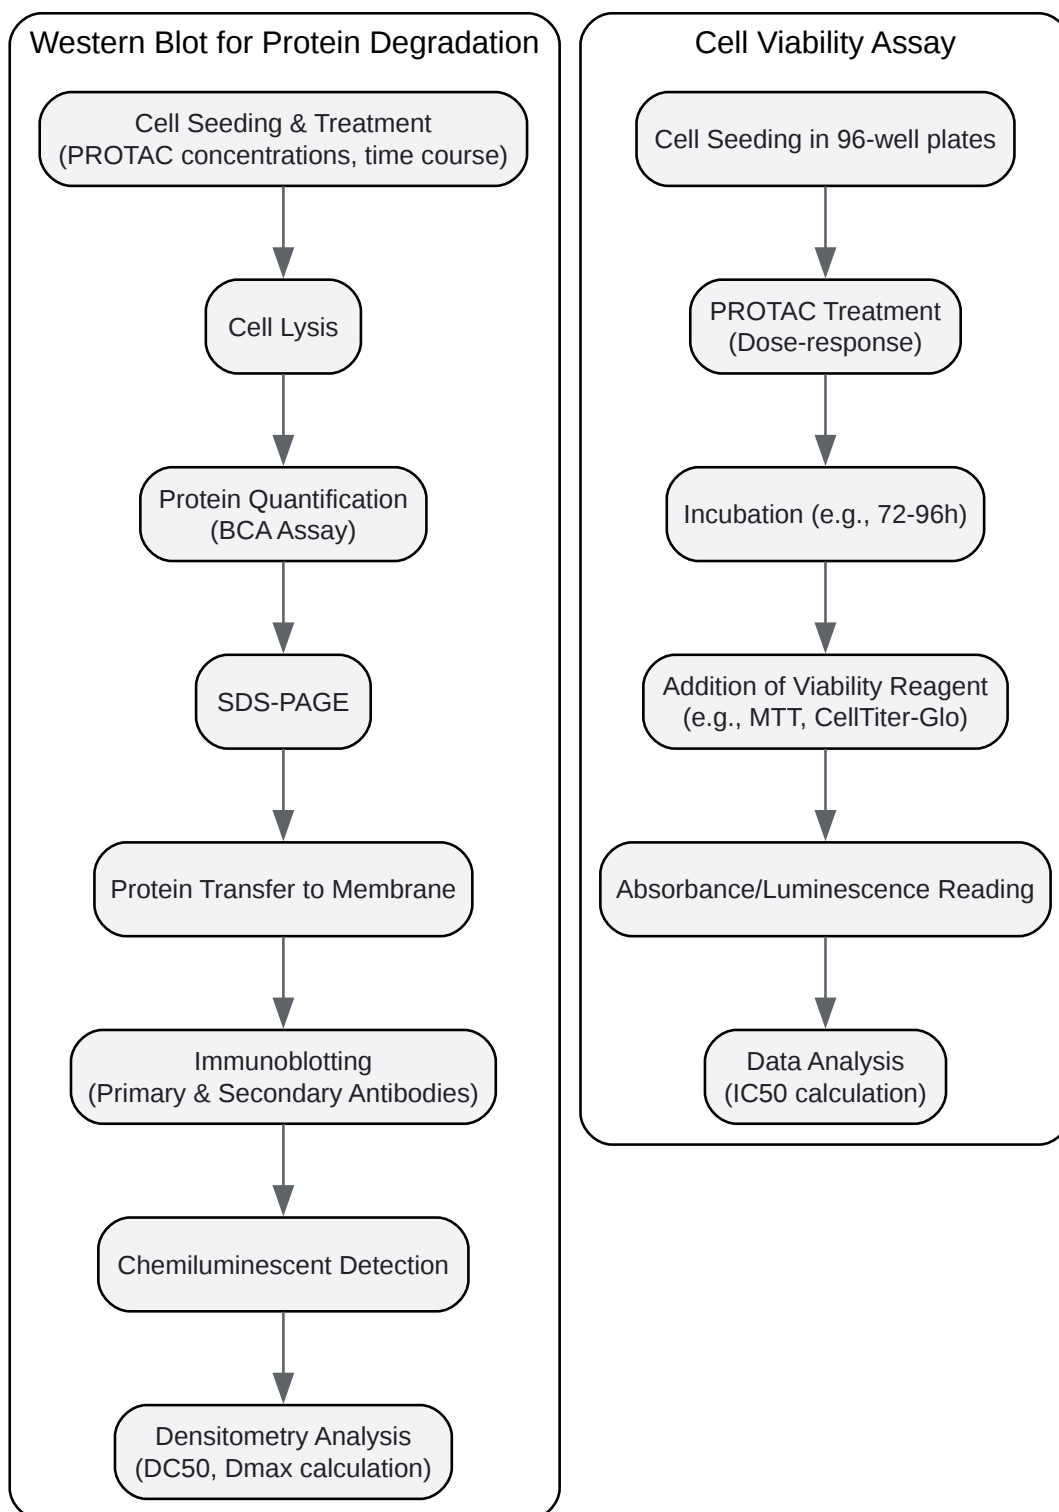 Western Blot for Protein Degradation
Cell Seeding & Treatment
(PROTAC concentrations, time course)
Cell Lysis
Protein Quantification
(BCA Assay)
SDS-PAGE
Protein Transfer to Membrane
Immunoblotting
(Primary & Secondary Antibodies)
Chemiluminescent Detection
Densitometry Analysis
(DC50, Dmax calculation)
Cell Viability Assay
Cell Seeding in 96-well plates
PROTAC Treatment
(Dose-response)
Incubation (e.g., 72-96h)
Addition of Viability Reagent
(e.g., MTT, CellTiter-Glo)
Absorbance/Luminescence Reading
Data Analysis
(IC50 calculation)